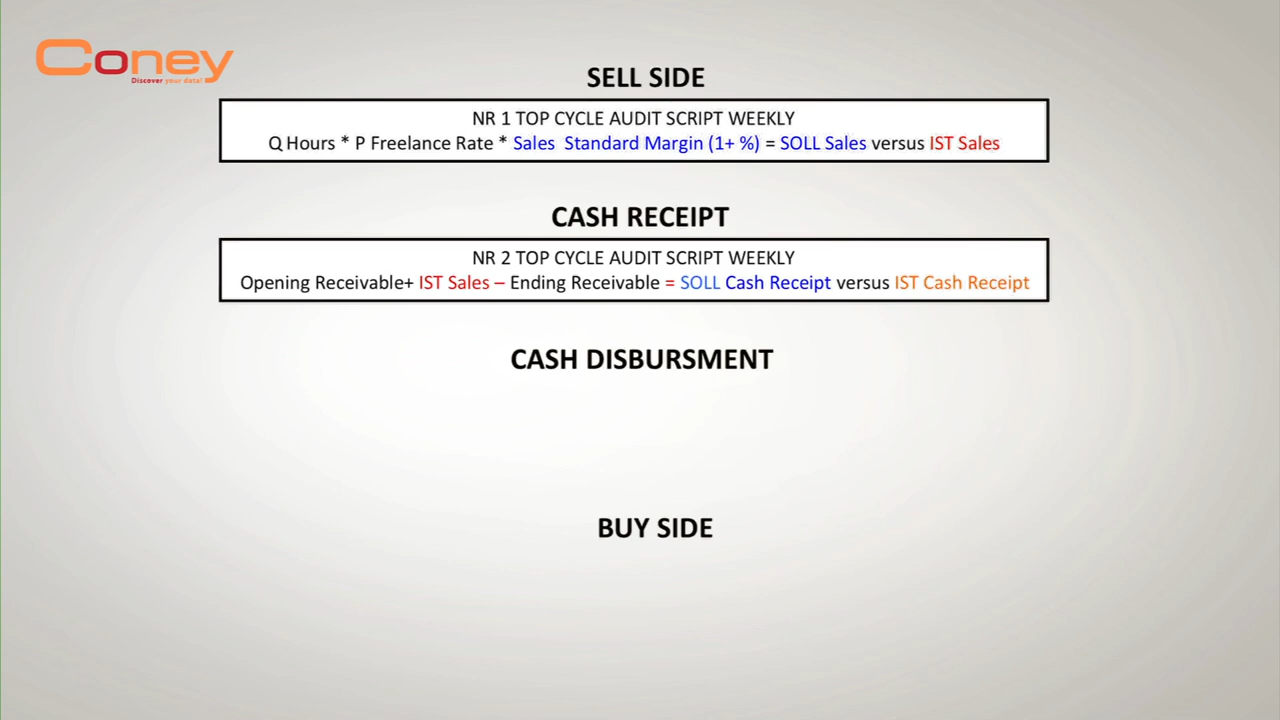 Coney
Discover your data!
SELL SIDE
NR 1 TOP CYCLE AUDIT SCRIPT WEEKLY
Q Hours * P Freelance Rate * Sales Standard Margin (1+ %) = SOLL Sales versus IST Sales
CASH RECEIPT
NR 2 TOP CYCLE AUDIT SCRIPT WEEKLY
Opening Receivable+ IST Sales – Ending Receivable = SOLL Cash Receipt versus IST Cash Receipt
CASH DISBURSMENT
BUY SIDE